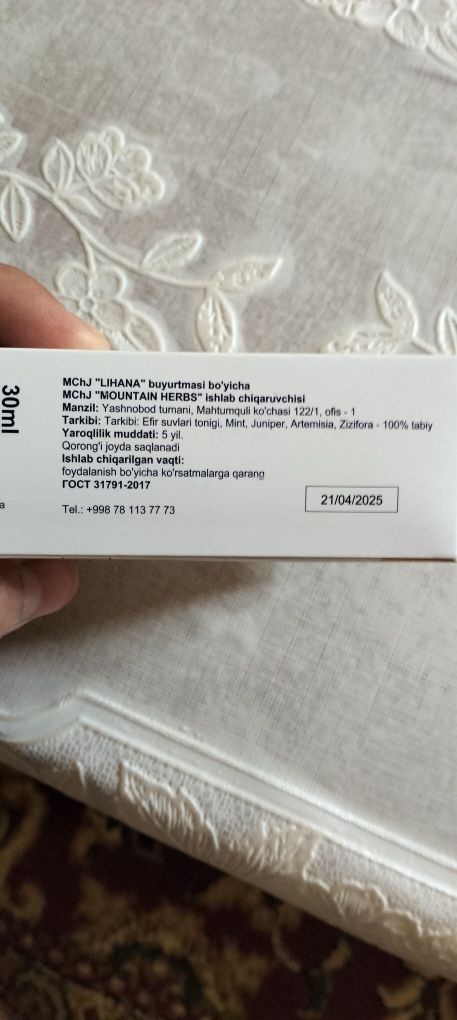 30ml
MChJ "LIHANA" buyurtmasi bo'yicha
MChJ "MOUNTAIN HERBS" ishlab chiqaruvchisi
Manzil: Yashnobod tumani, Mahtumquli ko'chasi 122/1, ofis - 1
Tarkibi: Tarkibi: Efir suvlari tonigi, Mint, Juniper, Artemisia, Zizifora - 100% tabiy
Yaroqlilik muddati: 5 yil.
Qorong'i joyda saqlanadi
Ishlab chiqarilgan vaqti:
foydalanish bo'yicha ko'rsatmalarga qarang
ГОСТ 31791-2017
21/04/2025
Tel.: +998 78 113 77 73